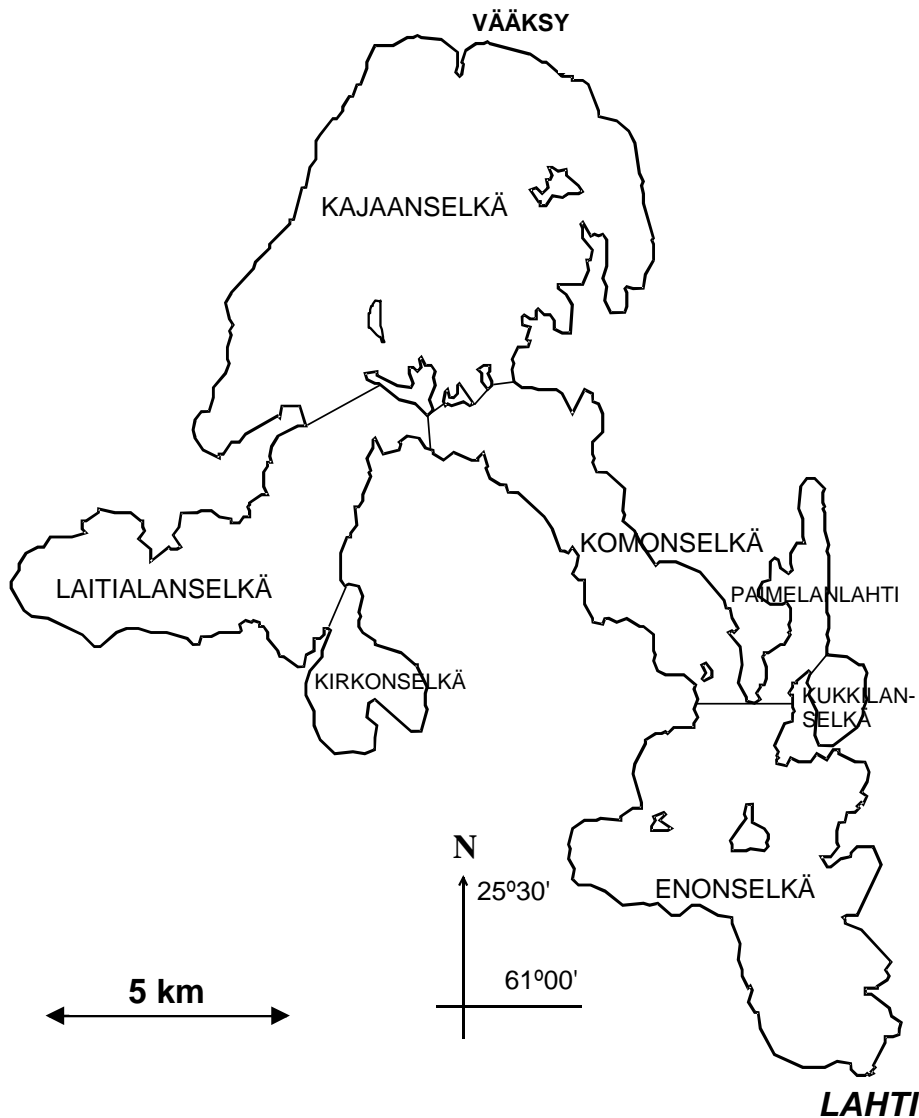 VÄÄKSY
KAJAANSELKÄ
KOMONSELKÄ
LAITIALANSELKÄ
PAIMELANLAHTI
KIRKONSELKÄ
KUKKILAN-
SELKÄ
N
25º30'
ENONSELKÄ
61º00'
5 km
LAHTI